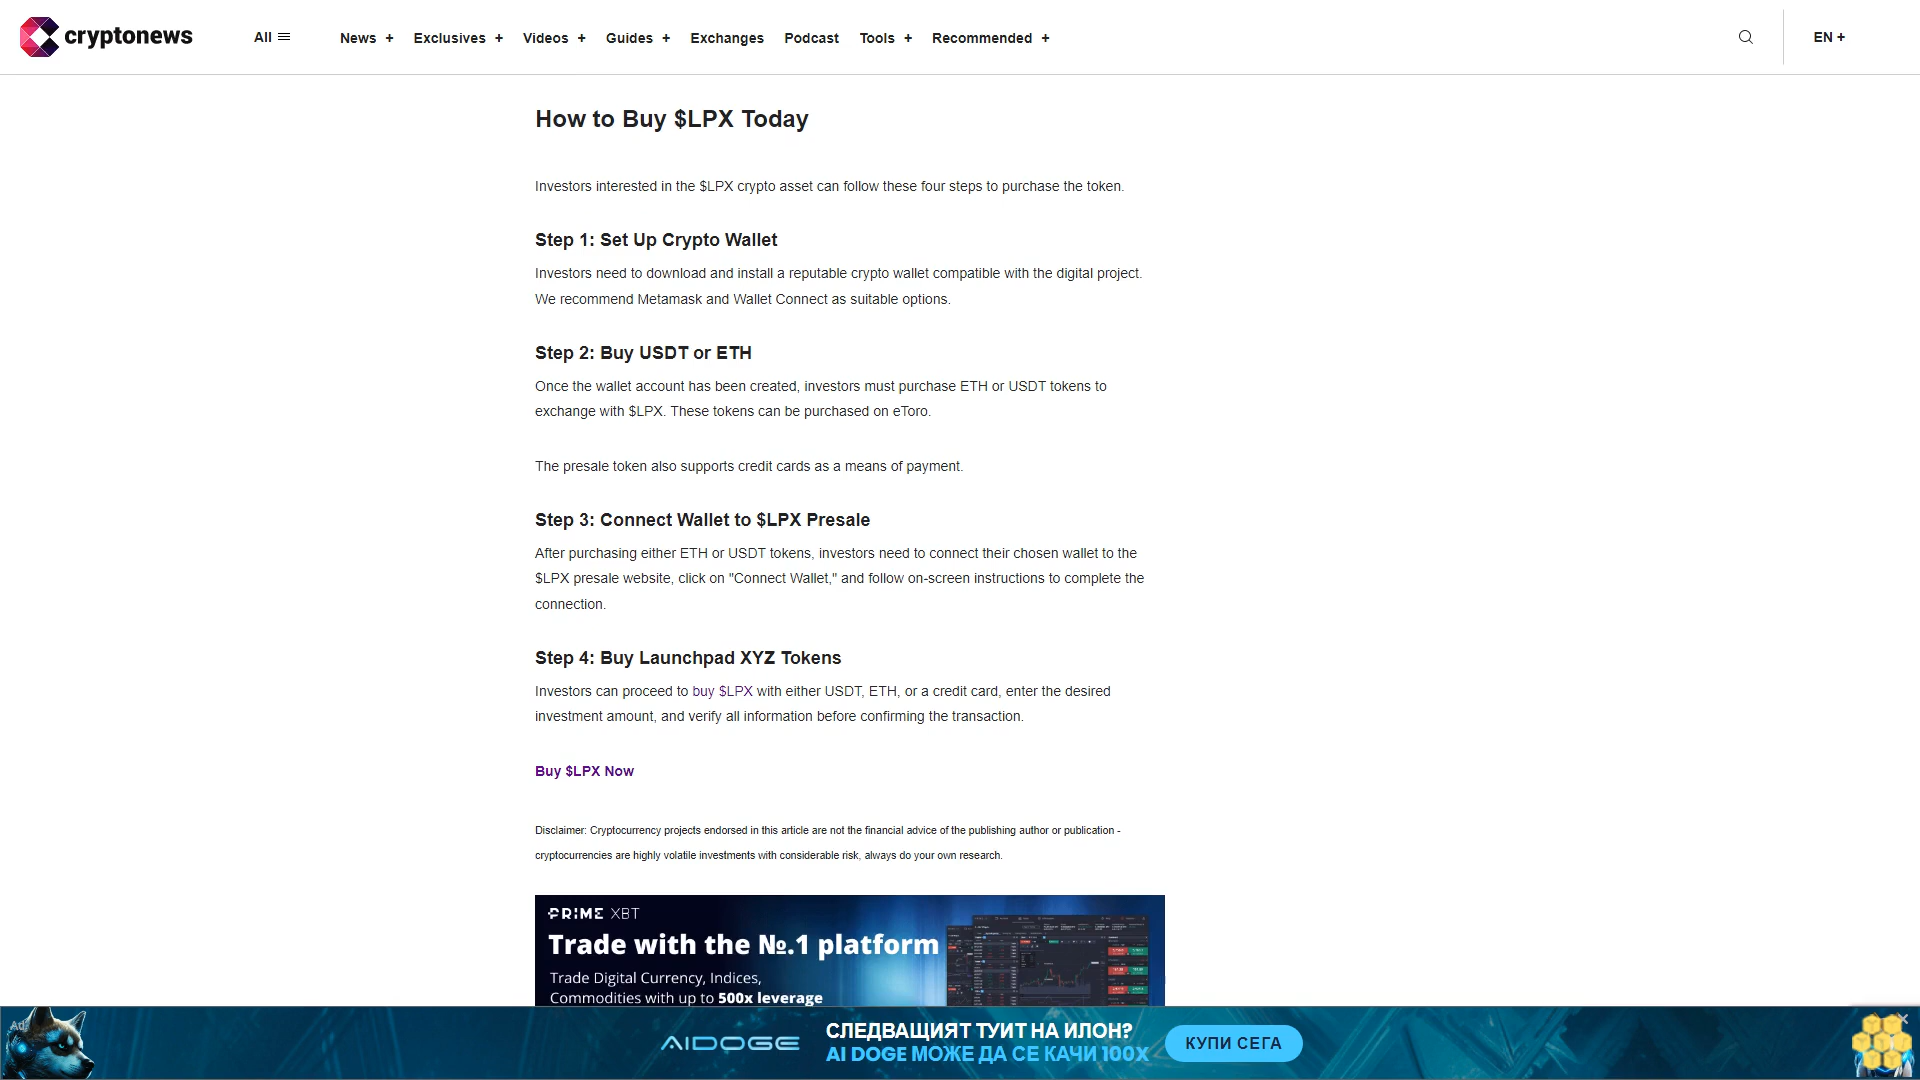 cryptonews
All
News +
Exclusives +
Videos +
Guides +
Exchanges
Podcast
Tools +
Recommended +
EN +
How to Buy $LPX Today
Investors interested in the $LPX crypto asset can follow these four steps to purchase the token.
Step 1: Set Up Crypto Wallet
Investors need to download and install a reputable crypto wallet compatible with the digital project.
We recommend Metamask and Wallet Connect as suitable options.
Step 2: Buy USDT or ETH
Once the wallet account has been created, investors must purchase ETH or USDT tokens to
exchange with $LPX. These tokens can be purchased on eToro.
The presale token also supports credit cards as a means of payment.
Step 3: Connect Wallet to $LPX Presale
After purchasing either ETH or USDT tokens, investors need to connect their chosen wallet to the
$LPX presale website, click on "Connect Wallet," and follow on-screen instructions to complete the
connection.
Step 4: Buy Launchpad XYZ Tokens
Investors can proceed to buy $LPX with either USDT, ETH, or a credit card, enter the desired
investment amount, and verify all information before confirming the transaction.
Buy $LPX Now
Disclaimer: Cryptocurrency projects endorsed in this article are not the financial advice of the publishing author or publication -
cryptocurrencies are highly volatile investments with considerable risk, always do your own research.
PRIME XBT
Trade with the №.1 platform
Trade Digital Currency, Indices,
Commodities with up to 500x leverage
Ad
AIDOGE
СЛЕДВАЩИЯТ ТУИТ НА ИЛОН?
AI DOGE МОЖЕ ДА СЕ КАЧИ 100X
КУПИ СЕГА